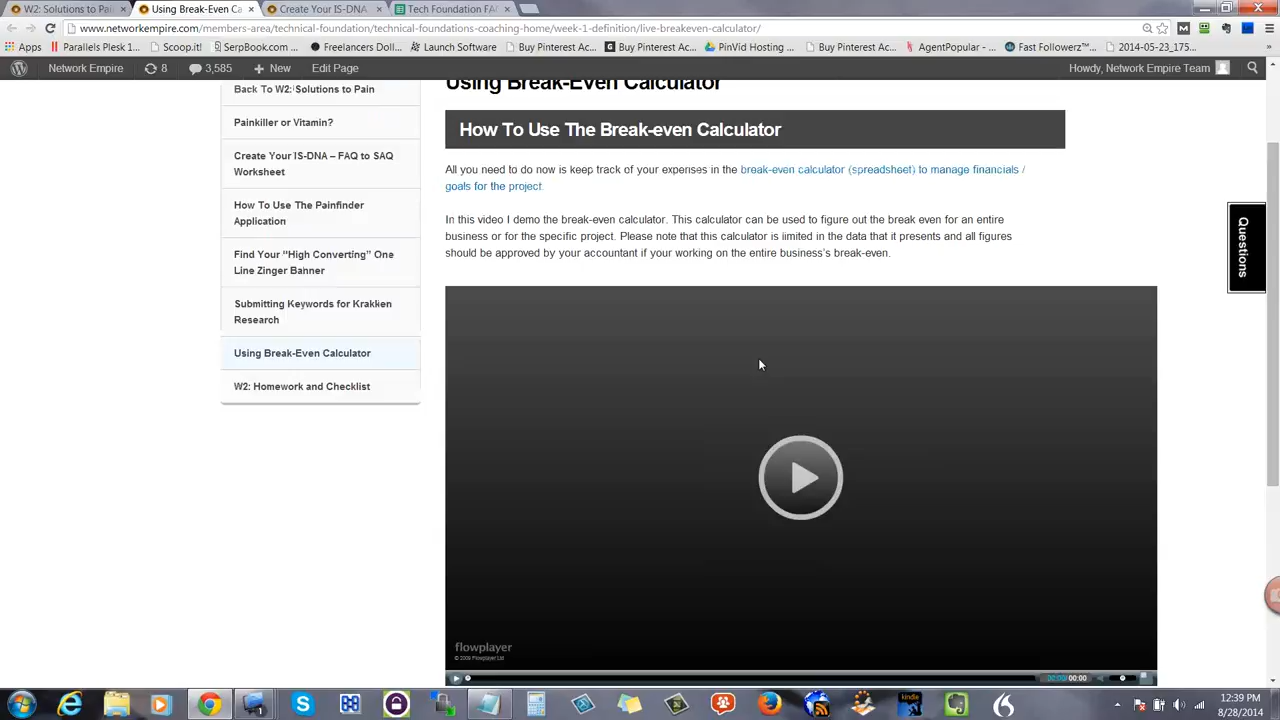 W2: Solutions to Pai
Using Break-Even Ca
Create Your IS-DNA
Tech Foundation FA
www.networkempire.com/members-area/technical-foundation/technical-foundations-coaching-home/week-1-definition/live-breakeven-calculator/
Apps
Parallels Plesk 1...
Scoop.it!
SerpBook.com
Freelancers Doll...
Launch Software
Buy Pinterest Ac...
Buy Pinterest Ac...
PinVid Hosting ...
Buy Pinterest Ac...
AgentPopular - ...
Fast Followerz™...
2014-05-23_175...
Network Empire
8
3,585
New
Edit Page
Howdy, Network Empire Team
Using Break-Even Calculator
Back To W2: Solutions to Pain
Painkiller or Vitamin?
Create Your IS-DNA – FAQ to SAQ
Worksheet
How To Use The Painfinder
Application
Find Your “High Converting” One
Line Zinger Banner
Submitting Keywords for Krakken
Research
Using Break-Even Calculator
W2: Homework and Checklist
How To Use The Break-even Calculator
All you need to do now is keep track of your expenses in the break-even calculator (spreadsheet) to manage financials /
goals for the project.
In this video I demo the break-even calculator. This calculator can be used to figure out the break even for an entire
business or for the specific project. Please note that this calculator is limited in the data that it presents and all figures
should be approved by your accountant if your working on the entire business's break-even.
Questions
flowplayer
© 2008 Flowplayer Ltd
00:00/00:00
kindle
12:39 PM
8/28/2014